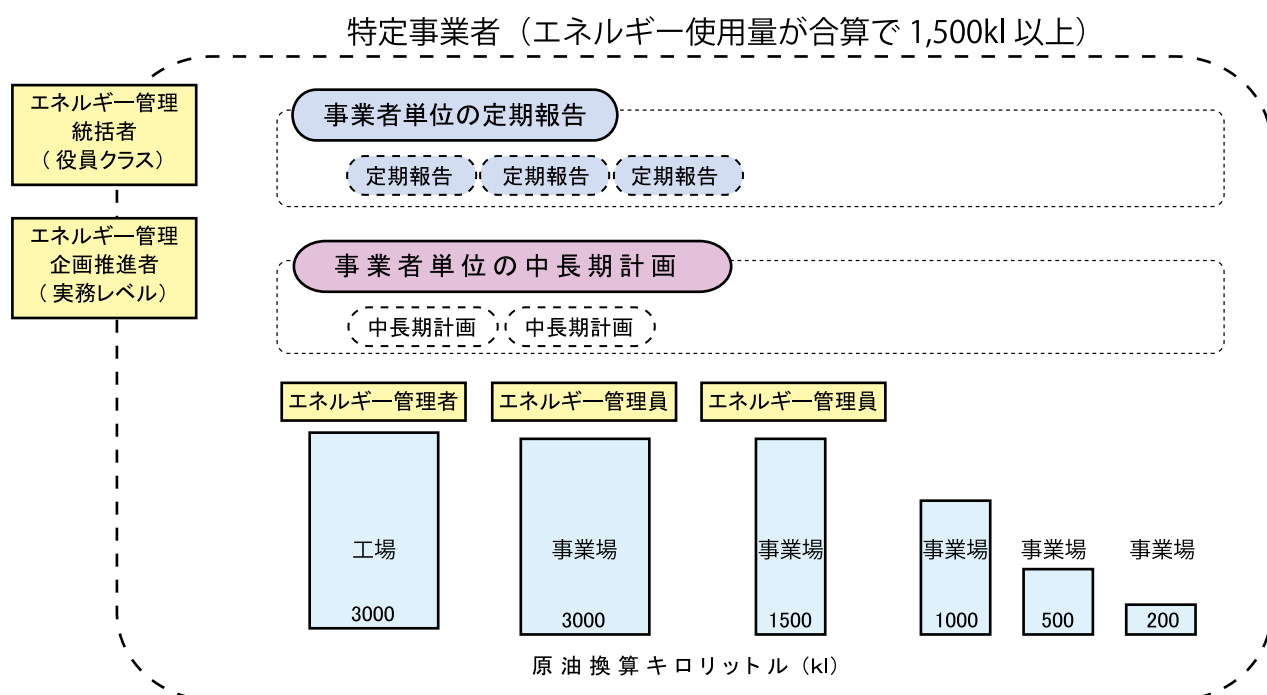 特定事業者（エネルギー使用量が合算で 1,500kl 以上）
エネルギー管理
統括者
（役員クラス）
事業者単位の定期報告
定期報告 定期報告 定期報告
エネルギー管理
企画推進者
（実務レベル）
事業者単位の中長期計画
中長期計画 中長期計画
エネルギー管理者 エネルギー管理員 エネルギー管理員
工場 事業場 事業場 事業場 事業場 事業場
3000 3000 1500 1000 500 200
原油換算キロリットル（kl）